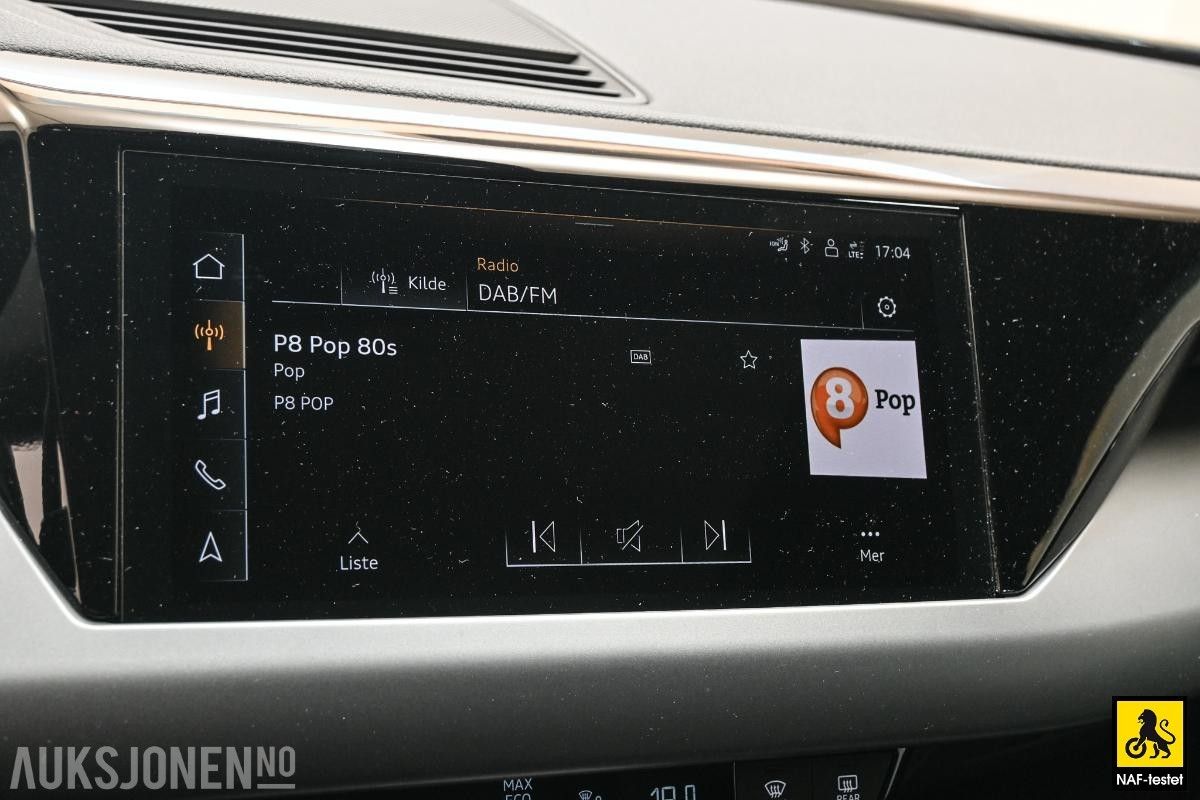 LTE
17:04
Kilde
Radio
DAB/FM
P8 Pop 80s
DAB
Pop
P8 POP
8 Pop
Liste
Mer
AUKSJONEN NO
NAF-testet
MAX
ECO
REAR